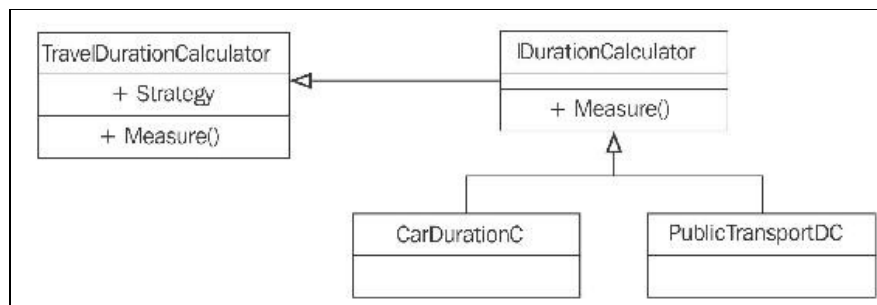 TravelDurationCalculator
+ Strategy
+ Measure()
IDurationCalculator
+ Measure()
CarDurationC
PublicTransportDC